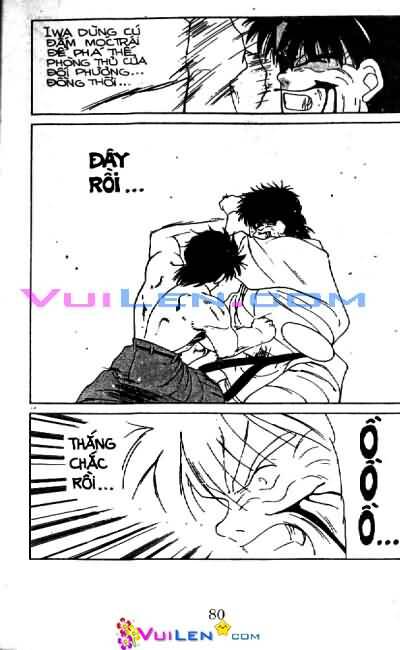 IWA DÙNG CÚ
ĐẤM MÓC TRÁI
ĐỂ PHÁ THẾ
PHÒNG THỦ CỦA
ĐỐI PHƯƠNG...
ĐỒNG THỜI...
ĐÂY
RỒI...
VUILEN.COM
THẮNG
CHẮC
RỒI...
Ồ
Ồ
Ồ...
80
VUILEN.COM